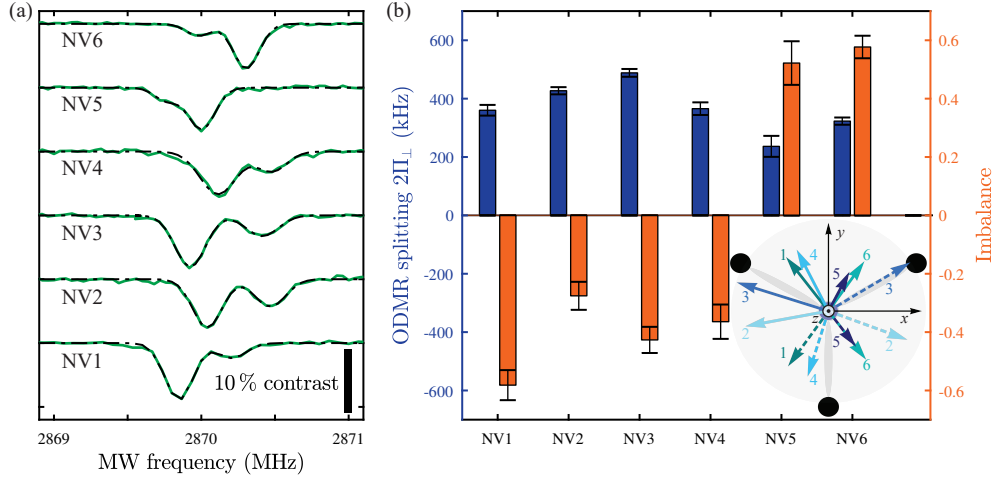 (a)
NV6
NV5
NV4
NV3
NV2
NV1
10 % contrast
2869
2870
2871
MW frequency (MHz)
(b)
ODMR splitting 2Π⊥ (kHz)
600
400
200
0
-200
-400
-600
0.6
0.4
0.2
0
-0.2
-0.4
-0.6
Imbalance
NV1
NV2
NV3
NV4
NV5
NV6
y
1
4
5
6
3
3
z
x
2
5
2
1
4
6